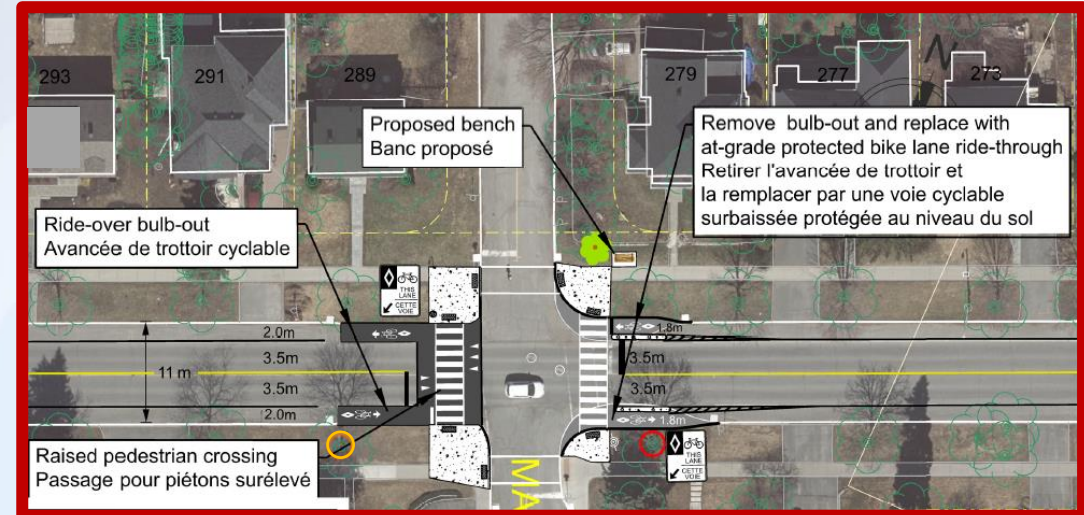 293
291
289
279
277
273
N
Proposed bench
Banc proposé
Remove bulb-out and replace with
at-grade protected bike lane ride-through
Retirer l'avancée de trottoir et
la remplacer par une voie cyclable
surbaissée protégée au niveau du sol
Ride-over bulb-out
Avancée de trottoir cyclable
THIS
LANE
CETTE
VOIE
2.0m
3.5m
11 m
3.5m
2.0m
1.8m
3.5m
3.5m
1.8m
Raised pedestrian crossing
Passage pour piétons surélevé
THIS
LANE
CETTE
VOIE
MA